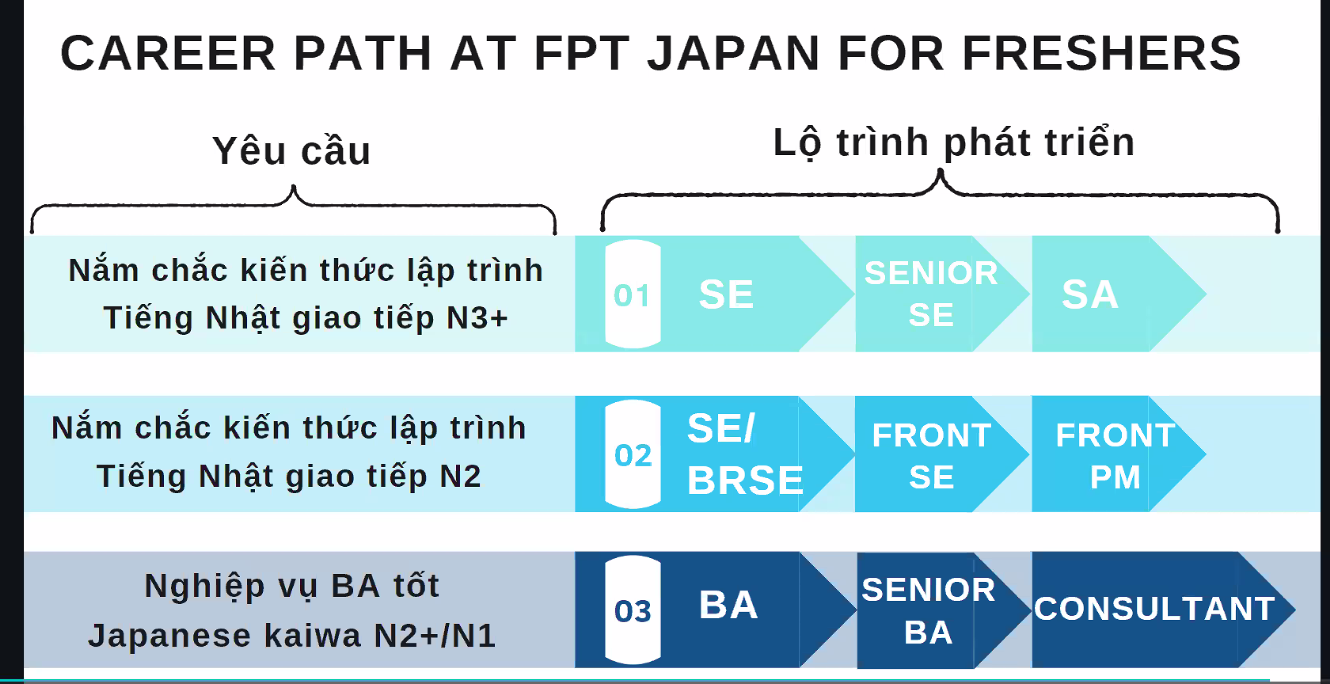 CAREER PATH AT FPT JAPAN FOR FRESHERS
Yêu cầu
Lộ trình phát triển
Nắm chắc kiến thức lập trình
Tiếng Nhật giao tiếp N3+
01
SE
SENIOR
SE
SA
Nắm chắc kiến thức lập trình
Tiếng Nhật giao tiếp N2
02
SE/
BRSE
FRONT
SE
FRONT
PM
Nghiệp vụ BA tốt
Japanese kaiwa N2+/N1
03
BA
SENIOR
BA
CONSULTANT